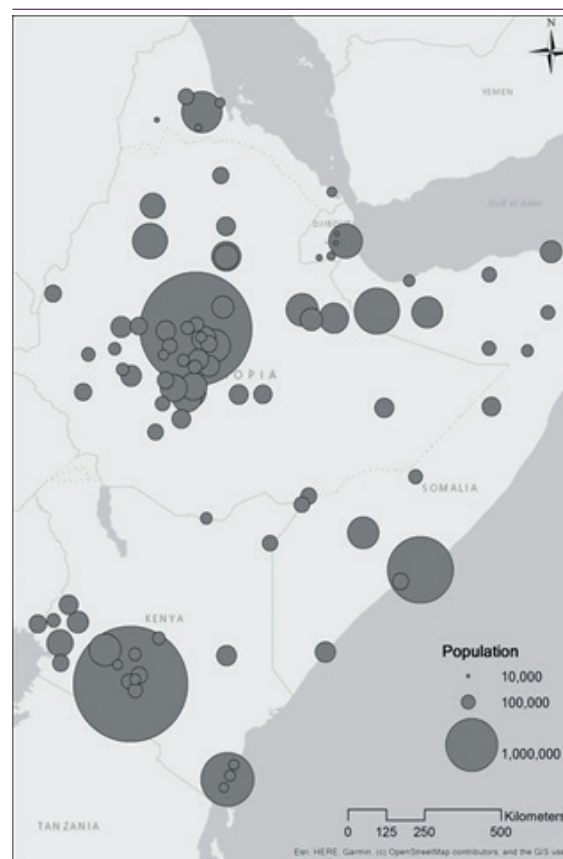 N
YEMEN
Gulf of Aden
DJIBOUTI
OPIA
SOMALIA
KENYA
Population
10,000
100,000
1,000,000
Kilometers
0 125 250 500
TANZANIA
Esri, HERE, Garmin, (c) OpenStreetMap contributors, and the GIS use